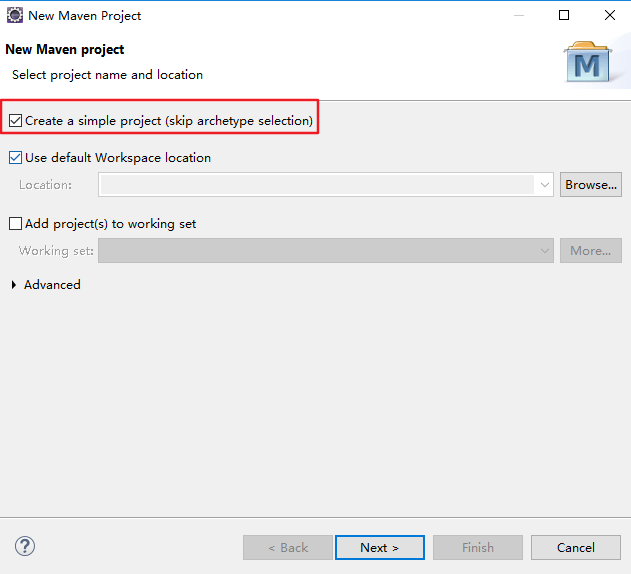 New Maven Project
New Maven project
Select project name and location
M
Create a simple project (skip archetype selection)
Use default Workspace location
Location:
Browse...
Add project(s) to working set
Working set:
More...
Advanced
?
< Back
Next >
Finish
Cancel